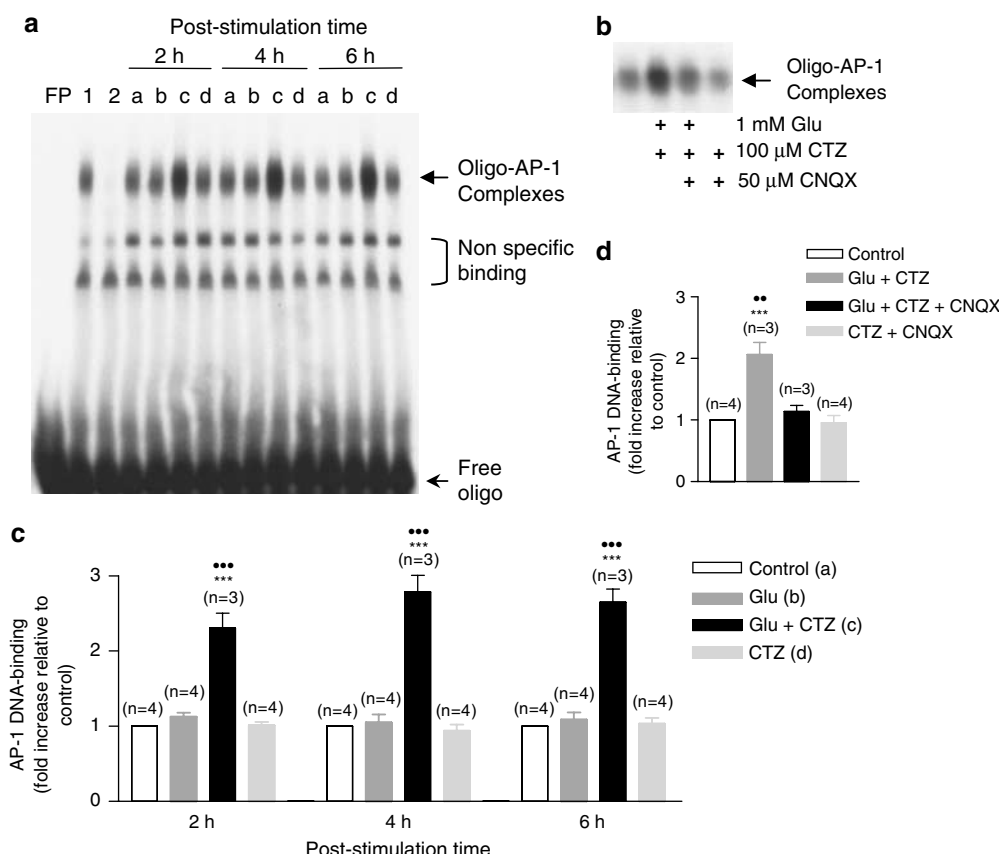 a
Post-stimulation time
2 h 4 h 6 h
FP 1 2 a b c d a b c d a b c d
Oligo-AP-1
Complexes
Non specific
binding
Free
oligo
b
Oligo-AP-1
Complexes
+ + 1 mM Glu
+ + + 100 μM CTZ
+ + 50 μM CNQX
d
Control
Glu + CTZ
Glu + CTZ + CNQX
CTZ + CNQX
AP-1 DNA-binding
(fold increase relative
to control)
3
2
1
0
(n=4)
••
***
(n=3)
(n=3)
(n=4)
c
AP-1 DNA-binding
(fold increase relative to
control)
3
2
1
0
(n=4)
(n=4)
•••
***
(n=3)
(n=4)
(n=4)
(n=4)
•••
***
(n=3)
(n=4)
(n=4)
(n=4)
•••
***
(n=3)
(n=4)
2 h 4 h 6 h
Post-stimulation time
Control (a)
Glu (b)
Glu + CTZ (c)
CTZ (d)